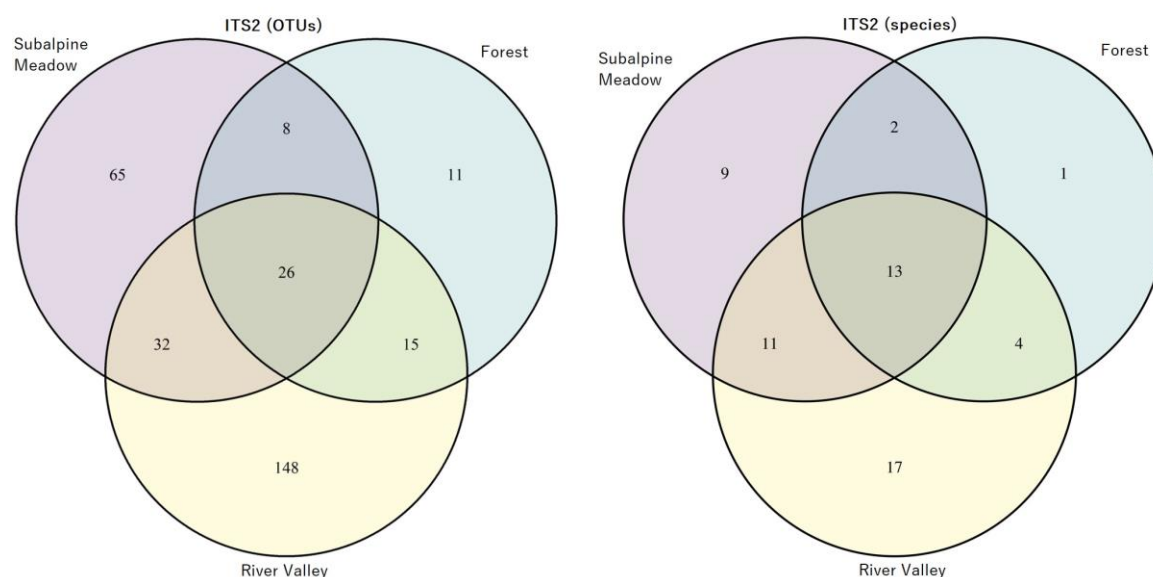 ITS2 (OTUs)
Subalpine
Meadow
Forest
8
65
11
26
32
15
148
River Valley
ITS2 (species)
Subalpine
Meadow
Forest
2
9
1
13
11
4
17
River Valley